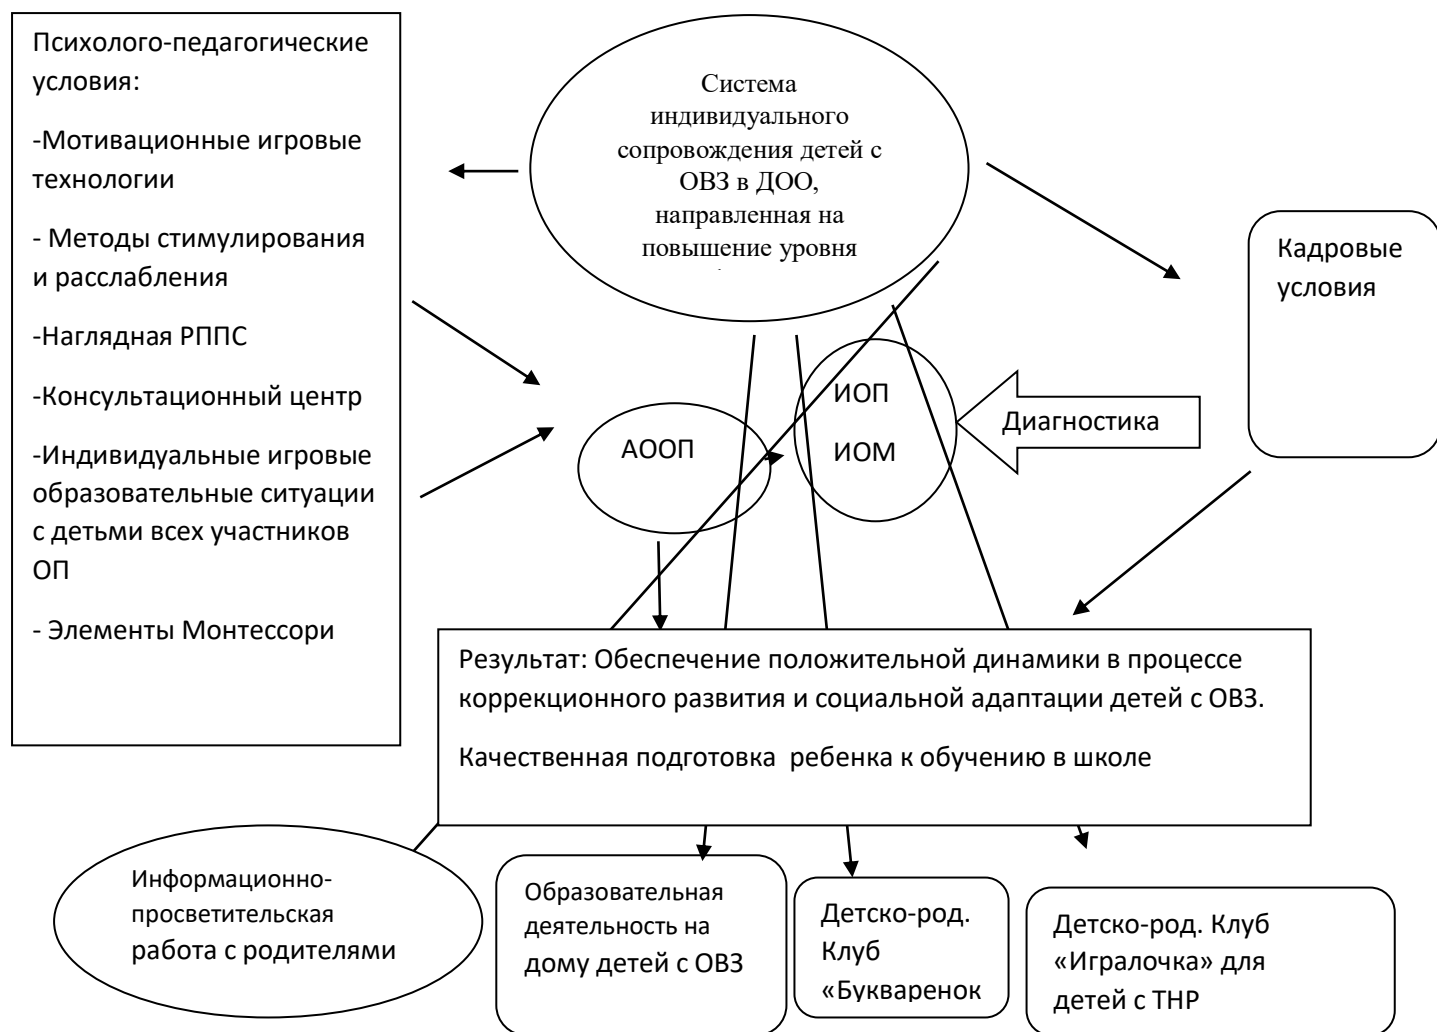 Психолого-педагогические
условия:
-Мотивационные игровые
технологии
- Методы стимулирования
и расслабления
-Наглядная РППС
-Консультационный центр
-Индивидуальные игровые
образовательные ситуации
с детьми всех участников
ОП
- Элементы Монтессори
Система
индивидуального
сопровождения детей с
ОВЗ в ДОО,
направленная на
повышение уровня
Кадровые
условия
АООП
ИОП
ИОМ
Диагностика
Результат: Обеспечение положительной динамики в процессе
коррекционного развития и социальной адаптации детей с ОВЗ.
Качественная подготовка ребенка к обучению в школе
Информационно-
просветительская
работа с родителями
Образовательная
деятельность на
дому детей с ОВЗ
Детско-род.
Клуб
«Букваренок
Детско-род. Клуб
«Игралочка» для
детей с ТНР